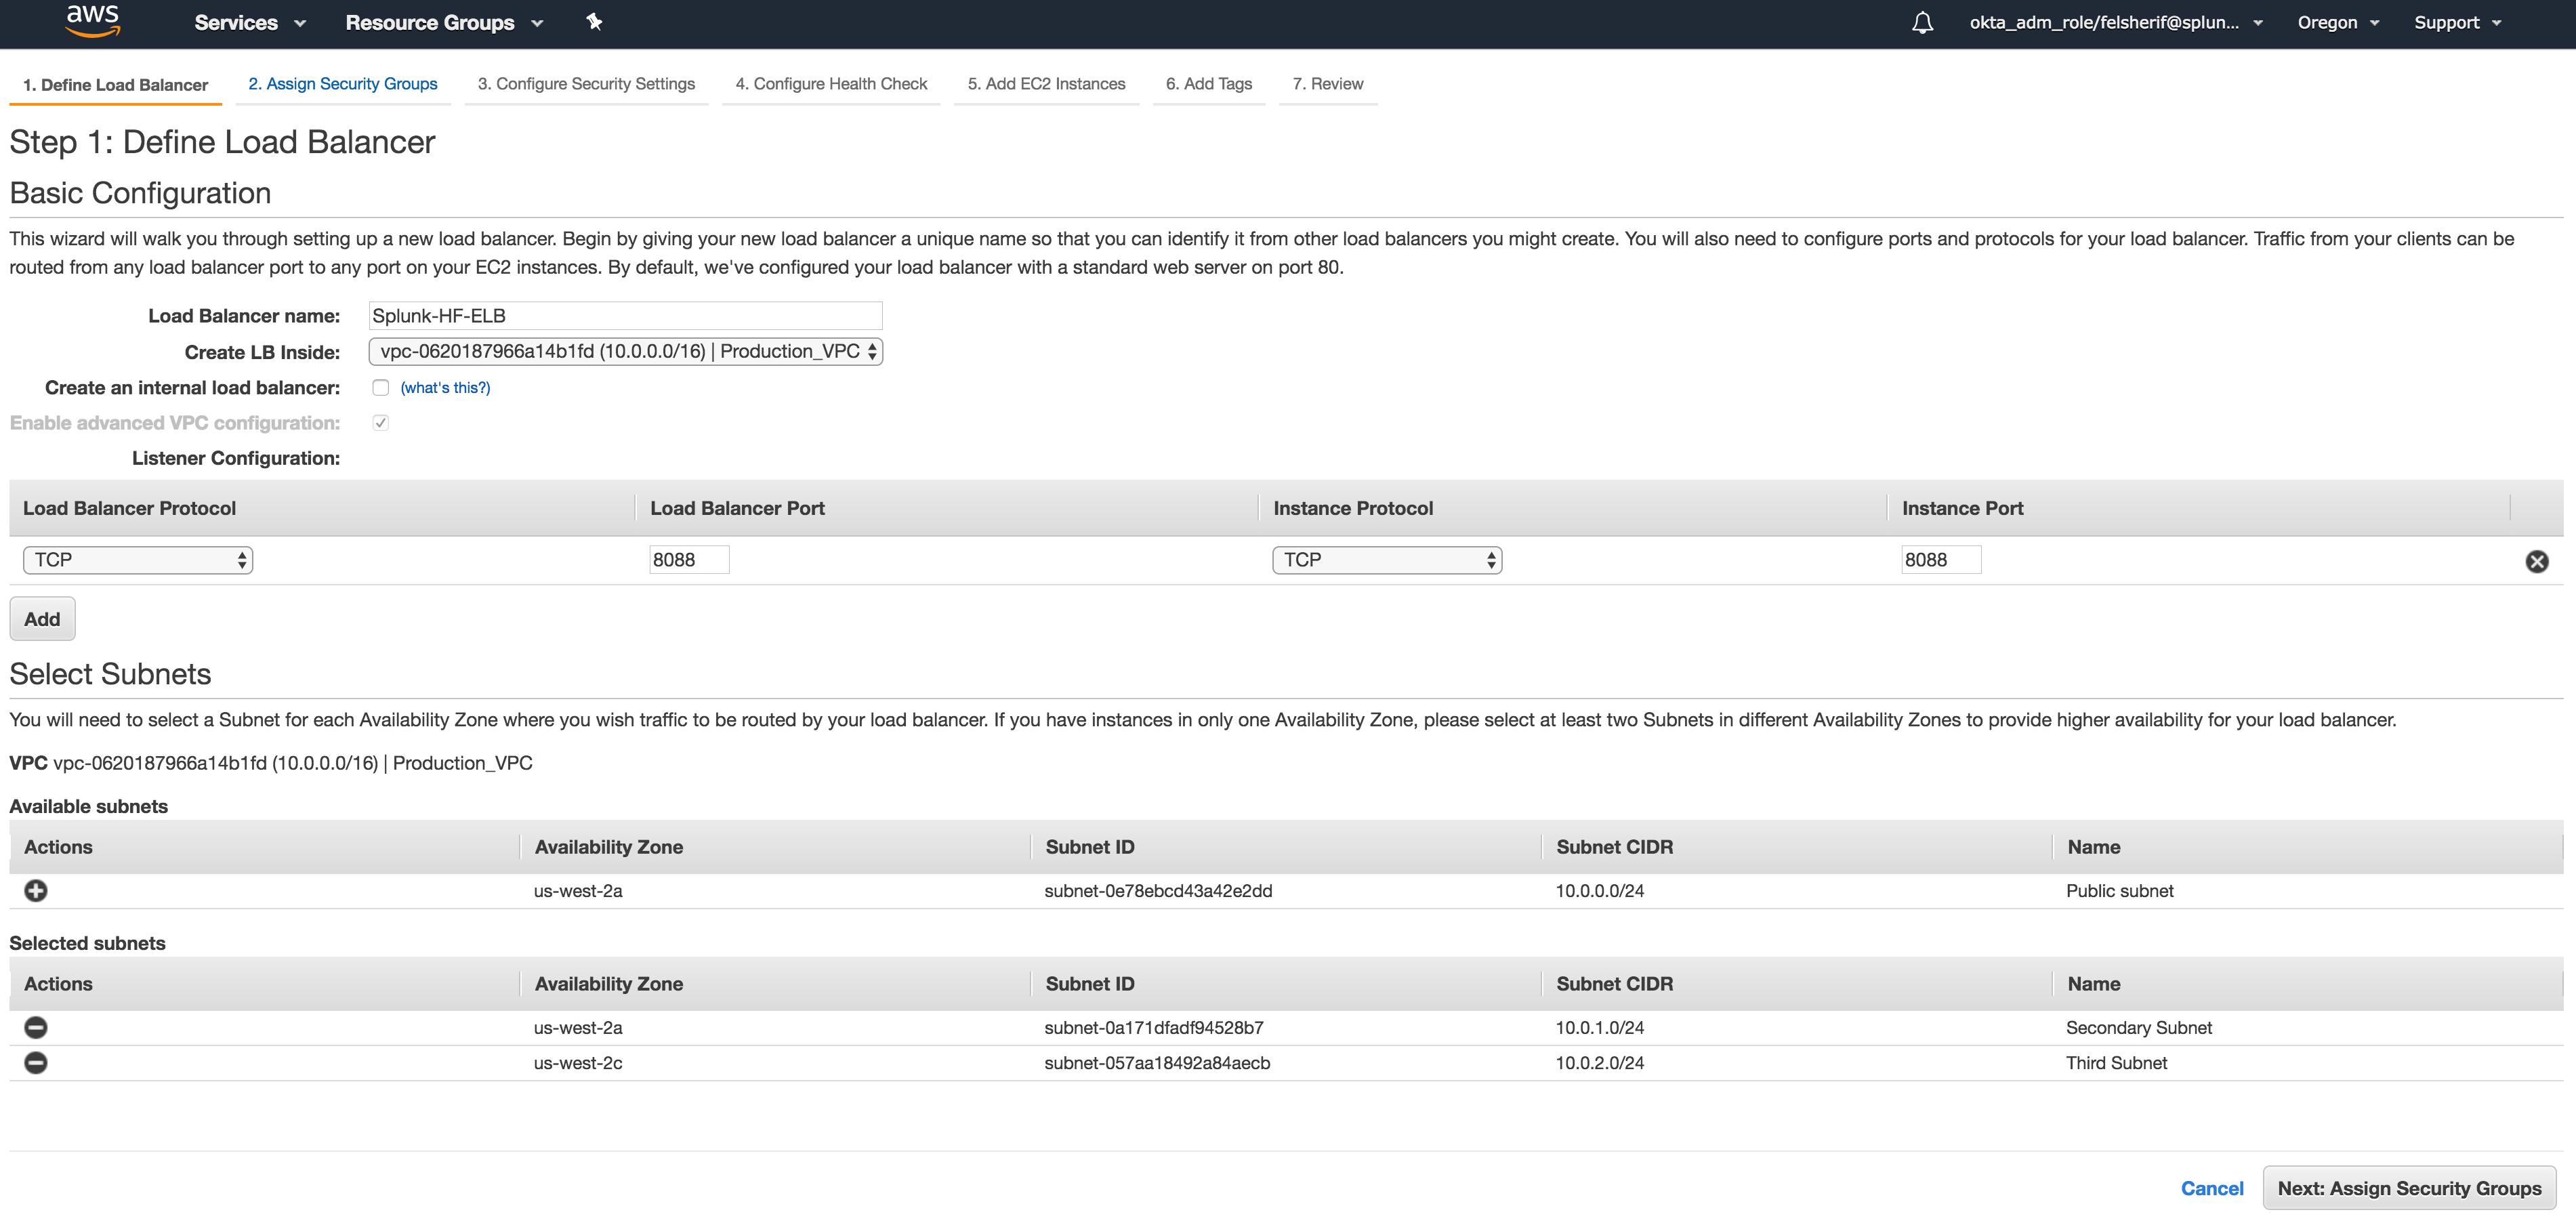 aws
Services
Resource Groups
okta_adm_role/felsherif@splun...
Oregon
Support
1. Define Load Balancer
2. Assign Security Groups
3. Configure Security Settings
4. Configure Health Check
5. Add EC2 Instances
6. Add Tags
7. Review
Step 1: Define Load Balancer
Basic Configuration
This wizard will walk you through setting up a new load balancer. Begin by giving your new load balancer a unique name so that you can identify it from other load balancers you might create. You will also need to configure ports and protocols for your load balancer. Traffic from your clients can be
routed from any load balancer port to any port on your EC2 instances. By default, we've configured your load balancer with a standard web server on port 80.
Load Balancer name: Splunk-HF-ELB
Create LB Inside: vpc-0620187966a14b1fd (10.0.0.0/16) | Production_VPC
Create an internal load balancer: (what's this?)
Enable advanced VPC configuration:
Listener Configuration:
Load Balancer Protocol Load Balancer Port Instance Protocol Instance Port
TCP 8088 TCP 8088
Add
Select Subnets
You will need to select a Subnet for each Availability Zone where you wish traffic to be routed by your load balancer. If you have instances in only one Availability Zone, please select at least two Subnets in different Availability Zones to provide higher availability for your load balancer.
VPC vpc-0620187966a14b1fd (10.0.0.0/16) | Production_VPC
Available subnets
Actions Availability Zone Subnet ID Subnet CIDR Name
us-west-2a subnet-0e78ebcd43a42e2dd 10.0.0.0/24 Public subnet
Selected subnets
Actions Availability Zone Subnet ID Subnet CIDR Name
us-west-2a subnet-0a171dfadf94528b7 10.0.1.0/24 Secondary Subnet
us-west-2c subnet-057aa18492a84aecb 10.0.2.0/24 Third Subnet
Cancel
Next: Assign Security Groups